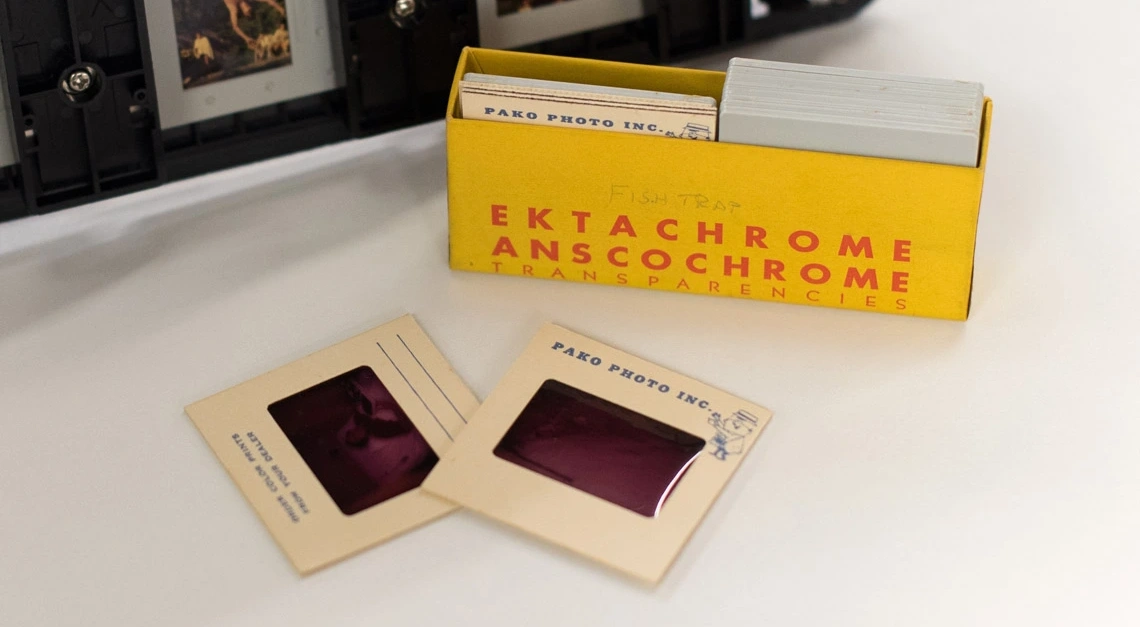 PAKO PHOTO INC.
FISH TRAP
EKTACHROME
ANSCOCHROME
TRANSPARENCIES
PAKO PHOTO INC.
ORDER COLOR PRINTS
FROM YOUR DEALER